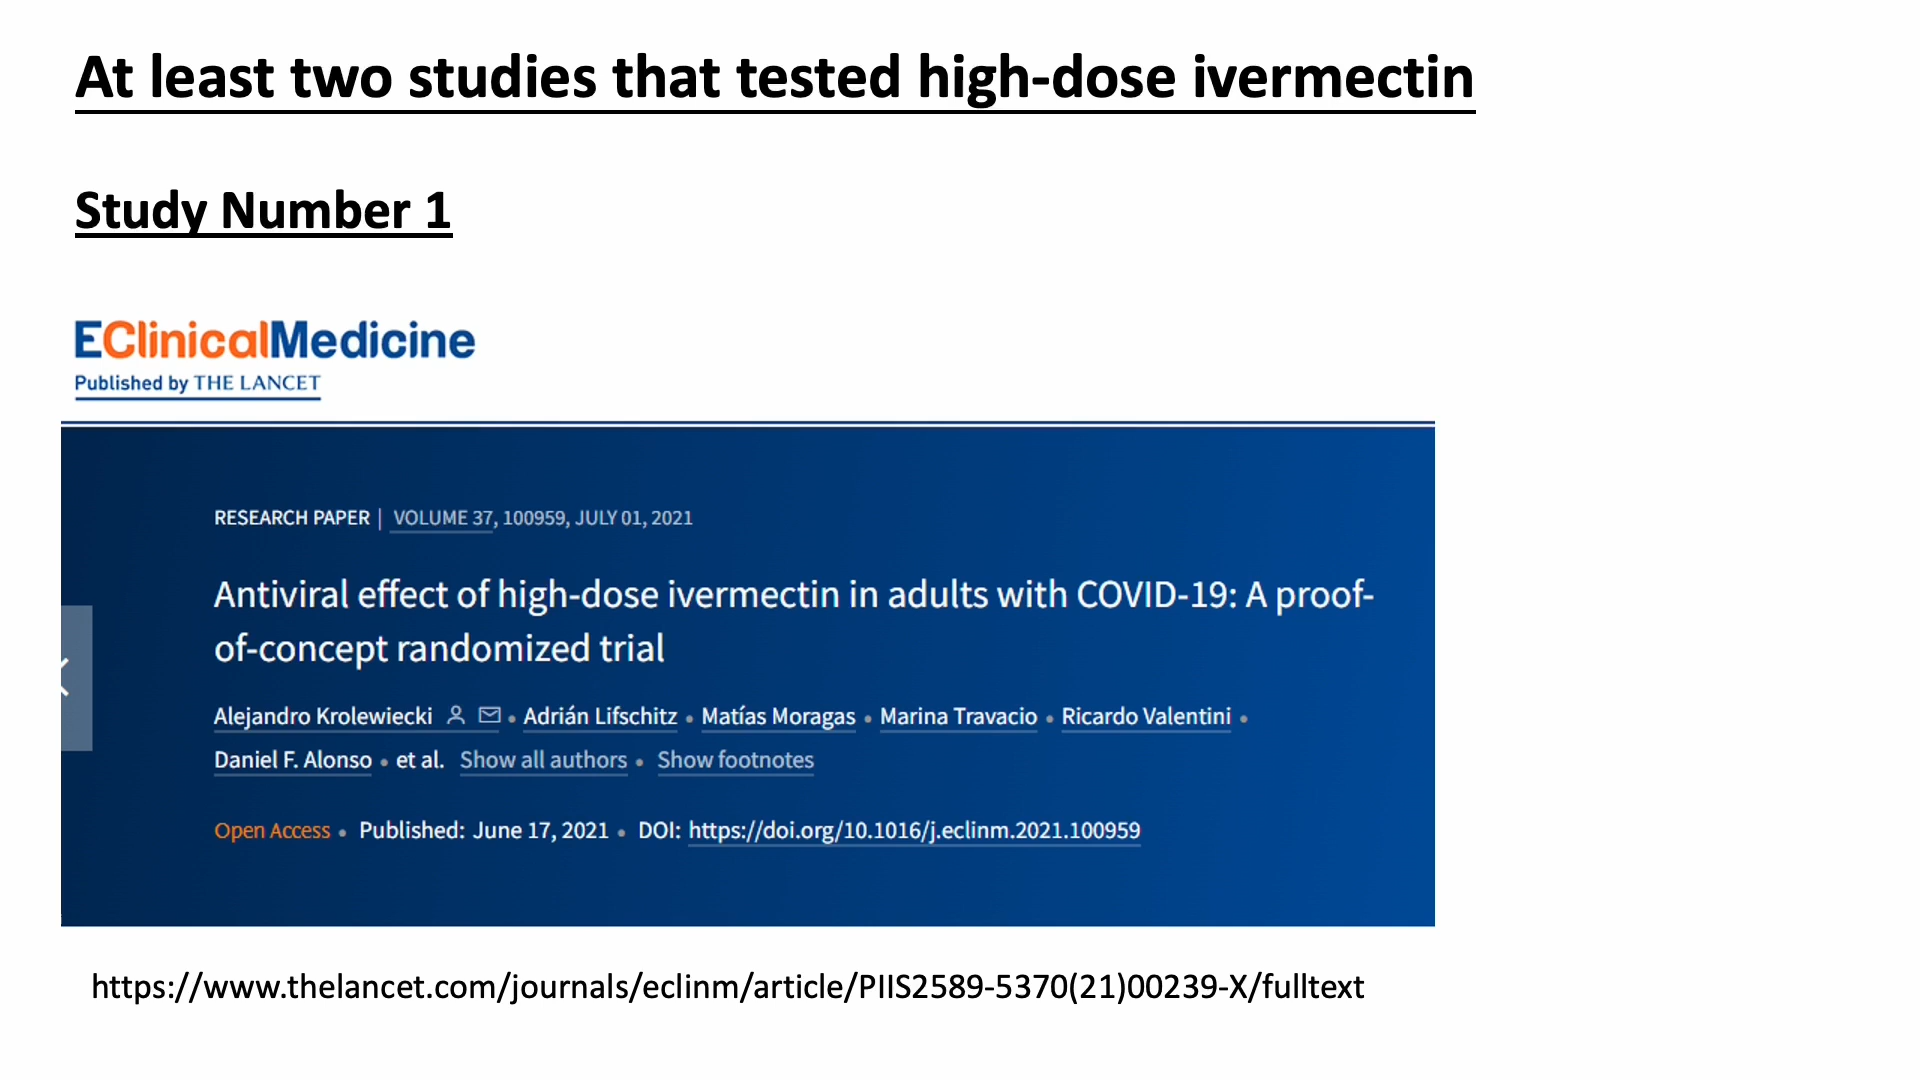 At least two studies that tested high-dose ivermectin
Study Number 1
EClinicalMedicine
Published by THE LANCET
RESEARCH PAPER | VOLUME 37, 100959, JULY 01, 2021
Antiviral effect of high-dose ivermectin in adults with COVID-19: A proof-
of-concept randomized trial
Alejandro Krolewiecki • Adrián Lifschitz • Matías Moragas • Marina Travacio • Ricardo Valentini •
Daniel F. Alonso • et al. Show all authors • Show footnotes
Open Access • Published: June 17, 2021 • DOI: https://doi.org/10.1016/j.eclinm.2021.100959
https://www.thelancet.com/journals/eclinm/article/PIIS2589-5370(21)00239-X/fulltext